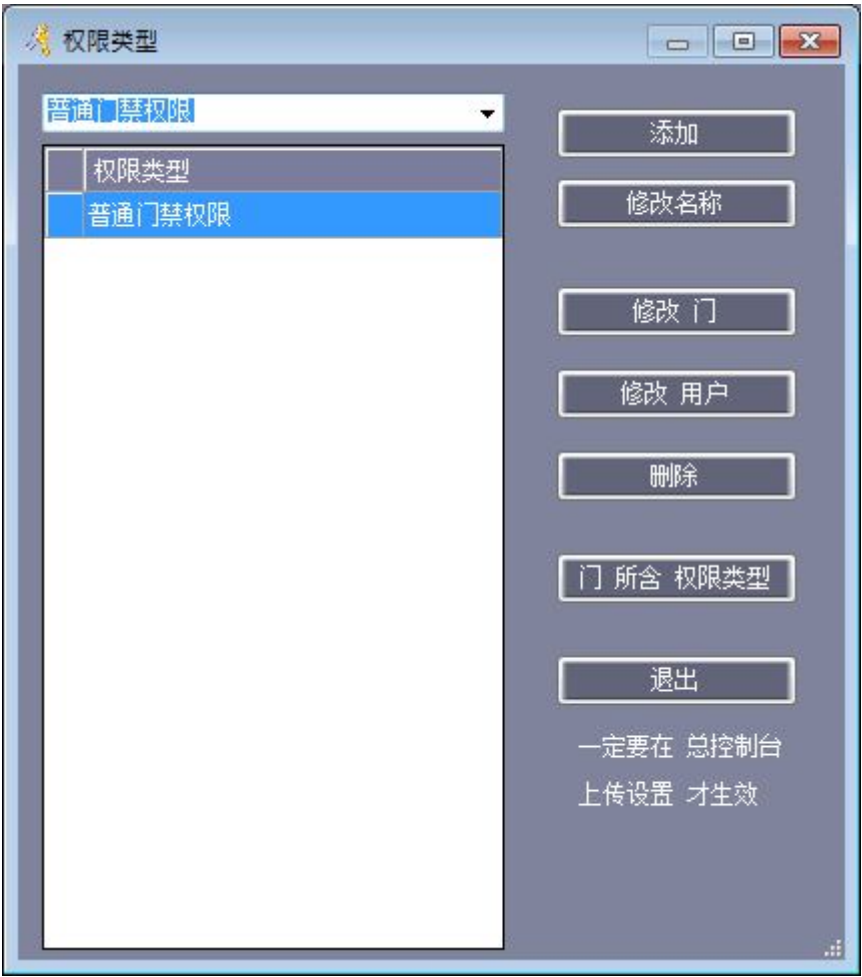 权限类型
普通门禁权限
权限类型
普通门禁权限
添加
修改名称
修改 门
修改 用户
删除
门 所含 权限类型
退出
一定要在 总控制台
上传设置 才生效